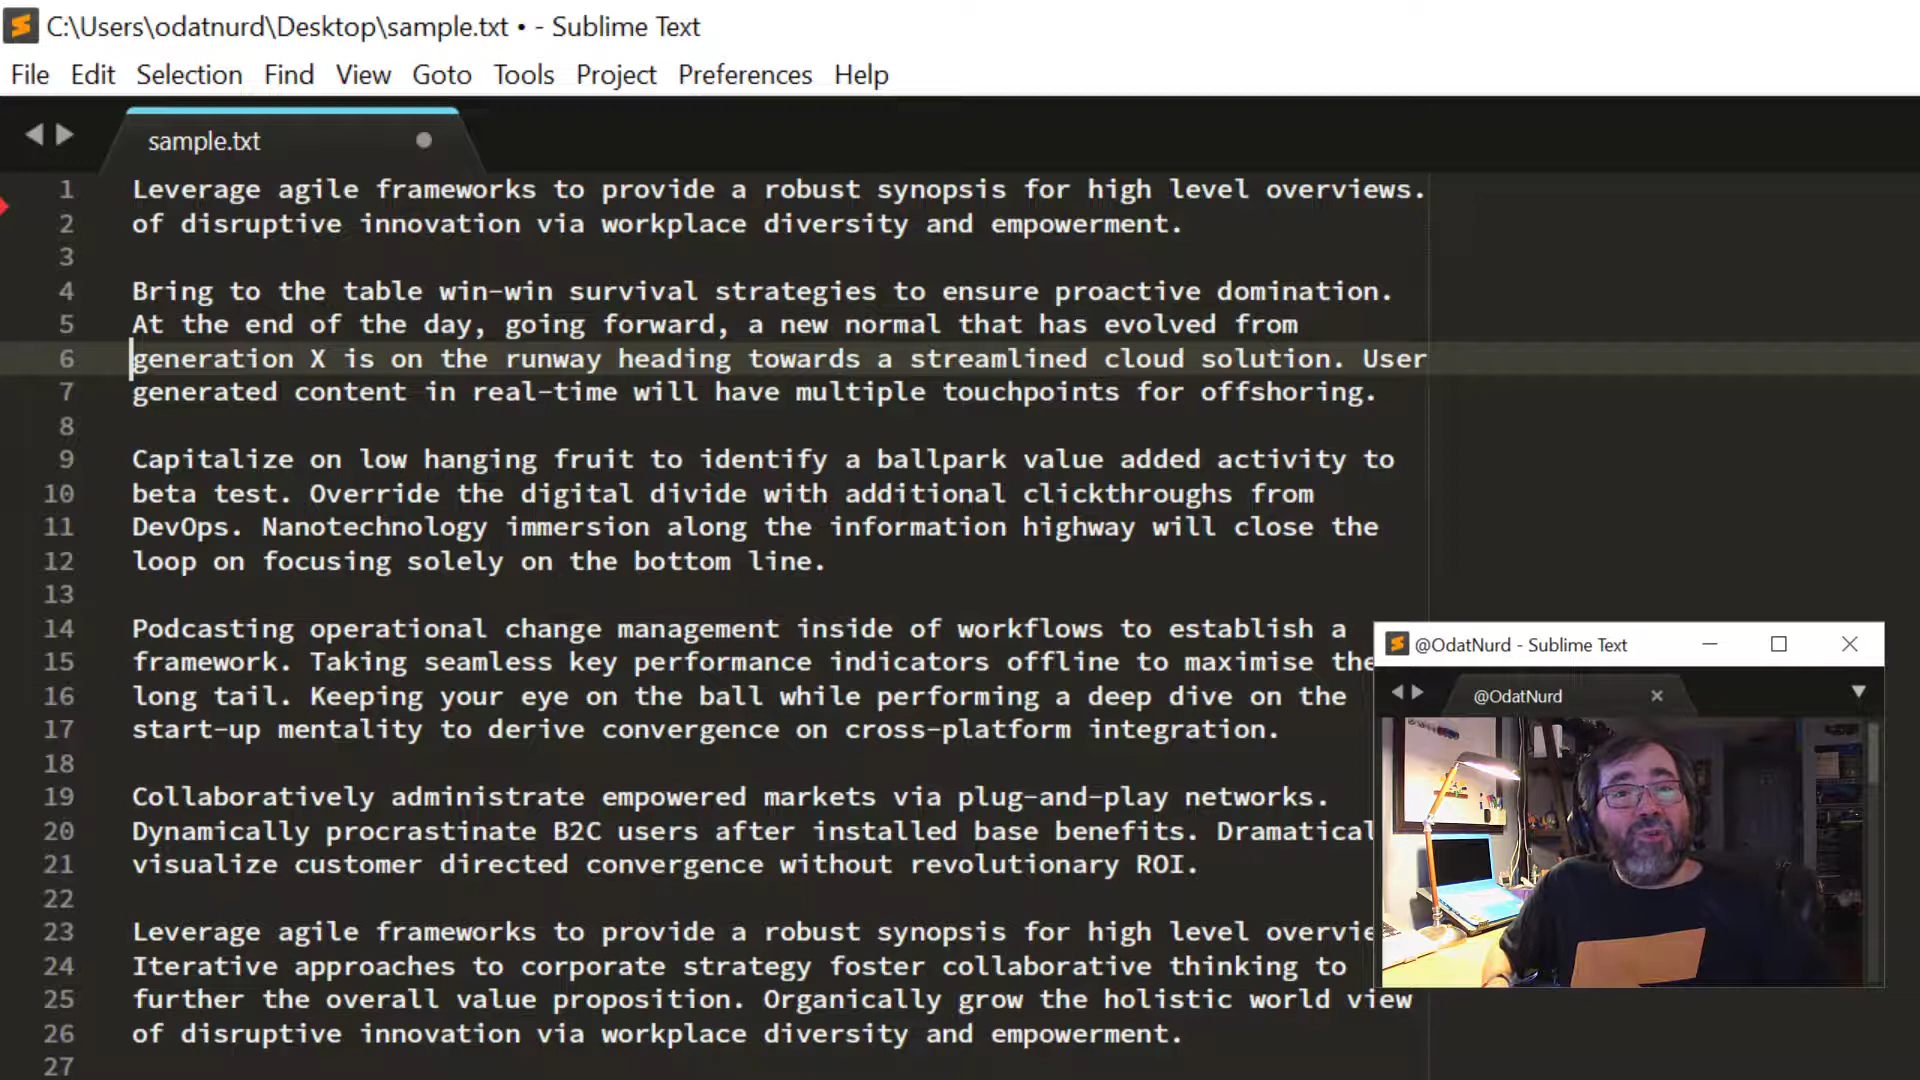 C:\Users\odatnurd\Desktop\sample.txt • - Sublime Text
File Edit Selection Find View Goto Tools Project Preferences Help
sample.txt
1 Leverage agile frameworks to provide a robust synopsis for high level overviews.
2 of disruptive innovation via workplace diversity and empowerment.
3
4 Bring to the table win-win survival strategies to ensure proactive domination.
5 At the end of the day, going forward, a new normal that has evolved from
6 generation X is on the runway heading towards a streamlined cloud solution. User
7 generated content in real-time will have multiple touchpoints for offshoring.
8
9 Capitalize on low hanging fruit to identify a ballpark value added activity to
10 beta test. Override the digital divide with additional clickthroughs from
11 DevOps. Nanotechnology immersion along the information highway will close the
12 loop on focusing solely on the bottom line.
13
14 Podcasting operational change management inside of workflows to establish a
15 framework. Taking seamless key performance indicators offline to maximise the
16 long tail. Keeping your eye on the ball while performing a deep dive on the
17 start-up mentality to derive convergence on cross-platform integration.
18
19 Collaboratively administrate empowered markets via plug-and-play networks.
20 Dynamically procrastinate B2C users after installed base benefits. Dramatical
21 visualize customer directed convergence without revolutionary ROI.
22
23 Leverage agile frameworks to provide a robust synopsis for high level overvie
24 Iterative approaches to corporate strategy foster collaborative thinking to
25 further the overall value proposition. Organically grow the holistic world view
26 of disruptive innovation via workplace diversity and empowerment.
27
@OdatNurd - Sublime Text
@OdatNurd